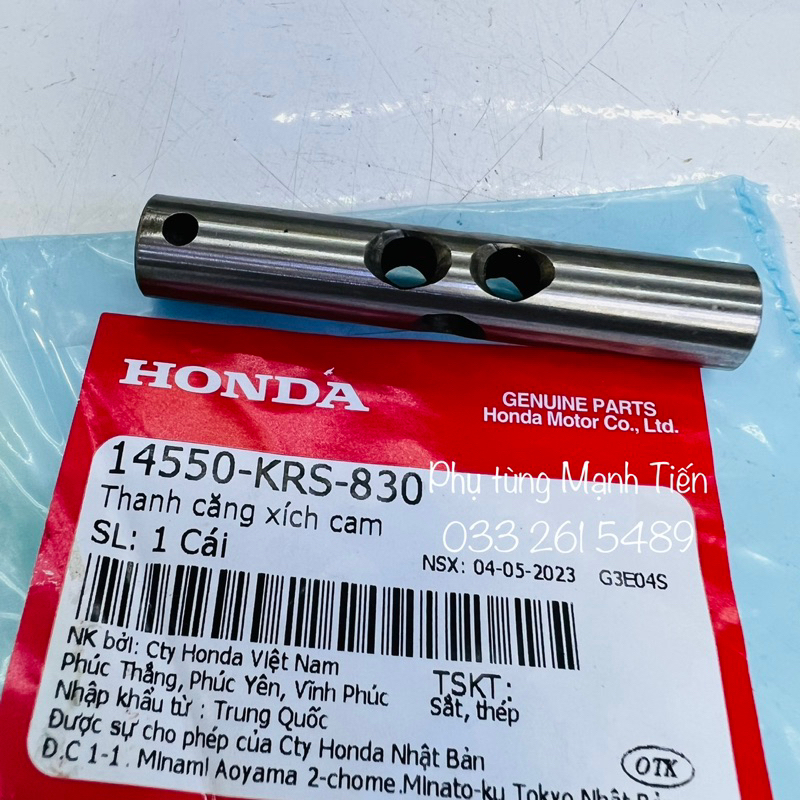 HONDA
GENUINE PARTS
Honda Motor Co., Ltd.
14550-KRS-830
Phụ tùng Mạnh Tiến
Thanh căng xích cam
033 261 5489
SL: 1 Cái
NSX: 04-05-2023 G3E04S
NK bởi: Cty Honda Việt Nam
Phúc Thắng, Phúc Yên, Vĩnh Phúc
TSKT:
Sắt, thép
Nhập khẩu từ : Trung Quốc
Được sự cho phép của Cty Honda Nhật Bản
Đ.C 1-1. Minami Aoyama 2-chome.Minato-ku Tokyo Nhật
OTK